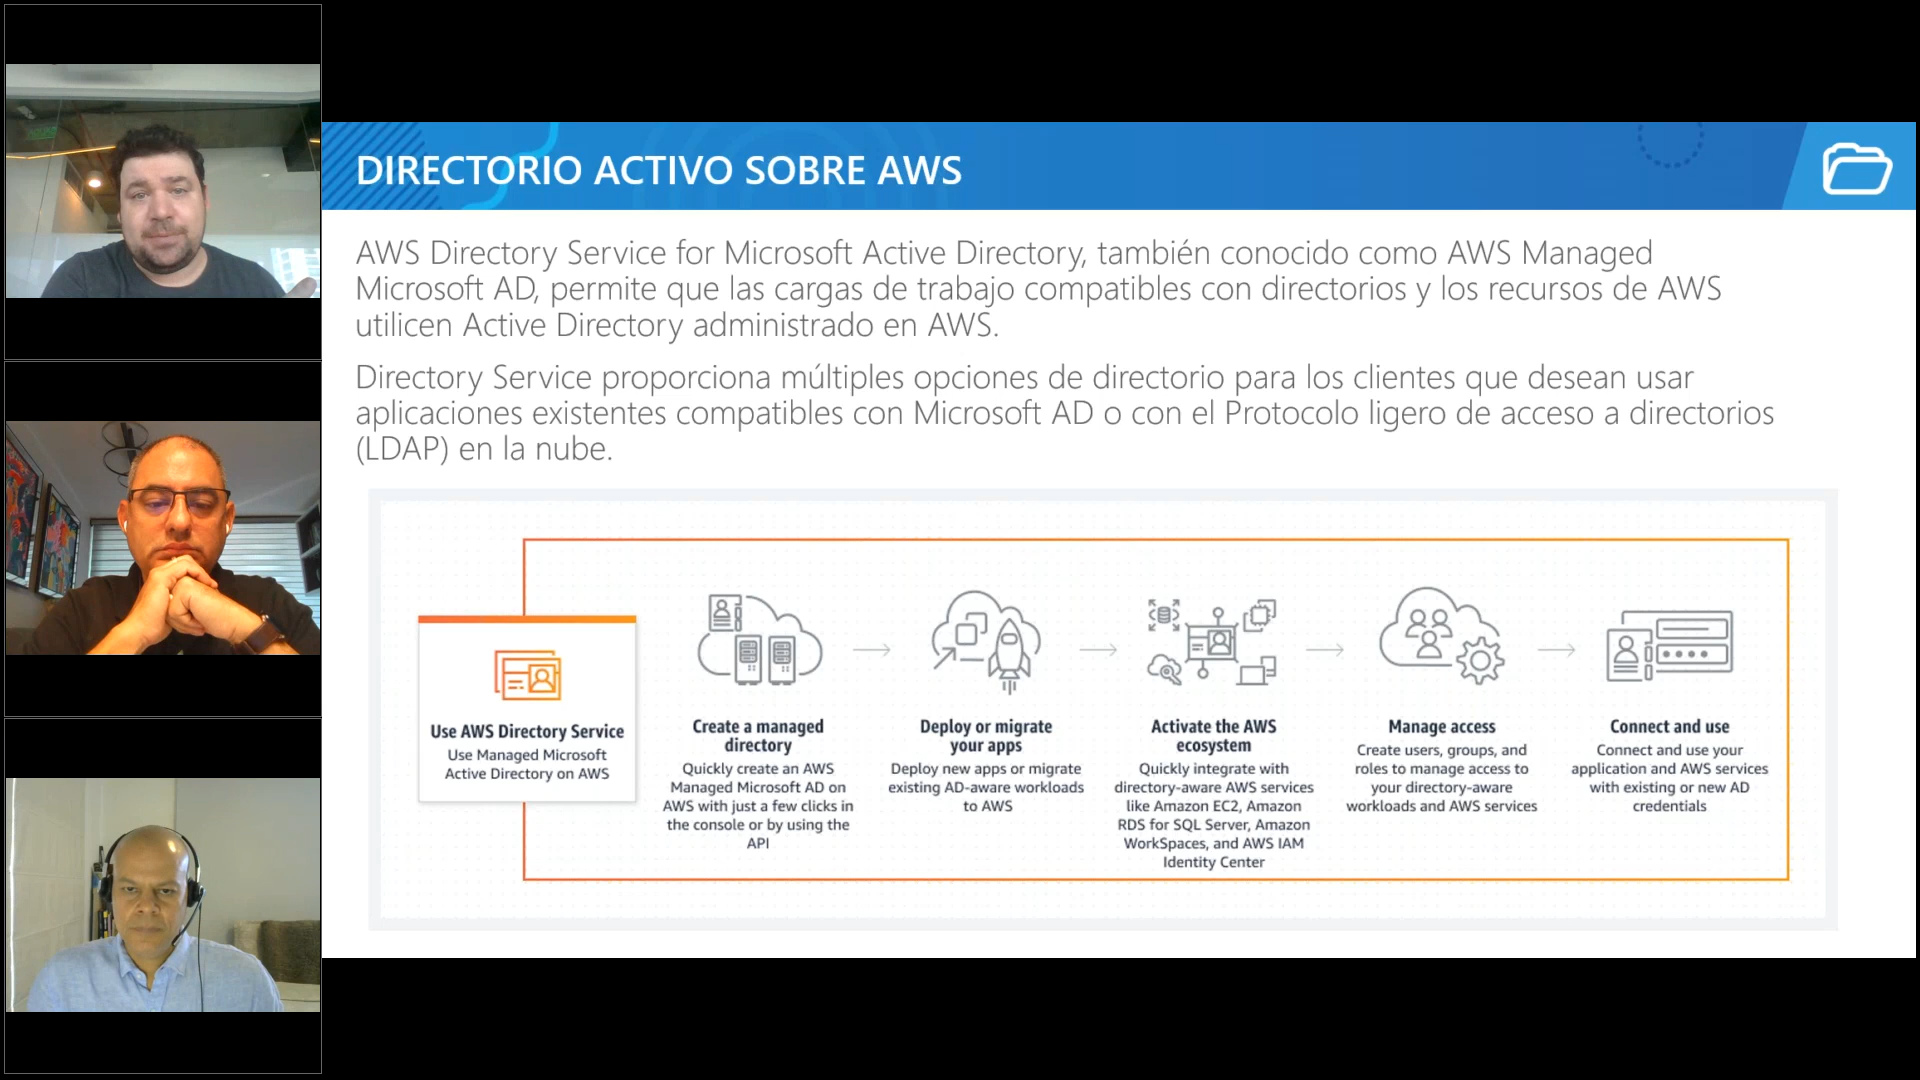 DIRECTORIO ACTIVO SOBRE AWS
AWS Directory Service for Microsoft Active Directory, también conocido como AWS Managed
Microsoft AD, permite que las cargas de trabajo compatibles con directorios y los recursos de AWS
utilicen Active Directory administrado en AWS.
Directory Service proporciona múltiples opciones de directorio para los clientes que desean usar
aplicaciones existentes compatibles con Microsoft AD o con el Protocolo ligero de acceso a directorios
(LDAP) en la nube.
Use AWS Directory Service
Use Managed Microsoft
Active Directory on AWS
Create a managed
directory
Quickly create an AWS
Managed Microsoft AD on
AWS with just a few clicks in
the console or by using the
API
Deploy or migrate
your apps
Deploy new apps or migrate
existing AD-aware workloads
to AWS
Activate the AWS
ecosystem
Quickly integrate with
directory-aware AWS services
like Amazon EC2, Amazon
RDS for SQL Server, Amazon
WorkSpaces, and AWS IAM
Identity Center
Manage access
Create users, groups, and
roles to manage access to
your directory-aware
workloads and AWS services
Connect and use
Connect and use your
application and AWS services
with existing or new AD
credentials